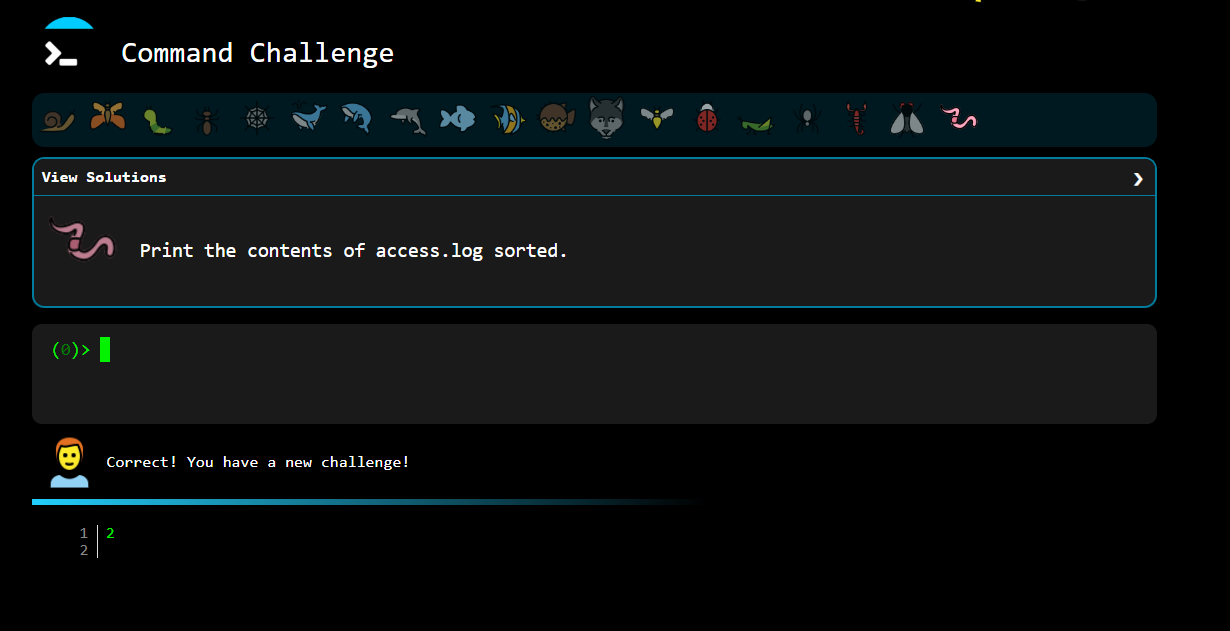 Command Challenge
View Solutions
Print the contents of access.log sorted.
(0)>
Correct! You have a new challenge!
1 2
2